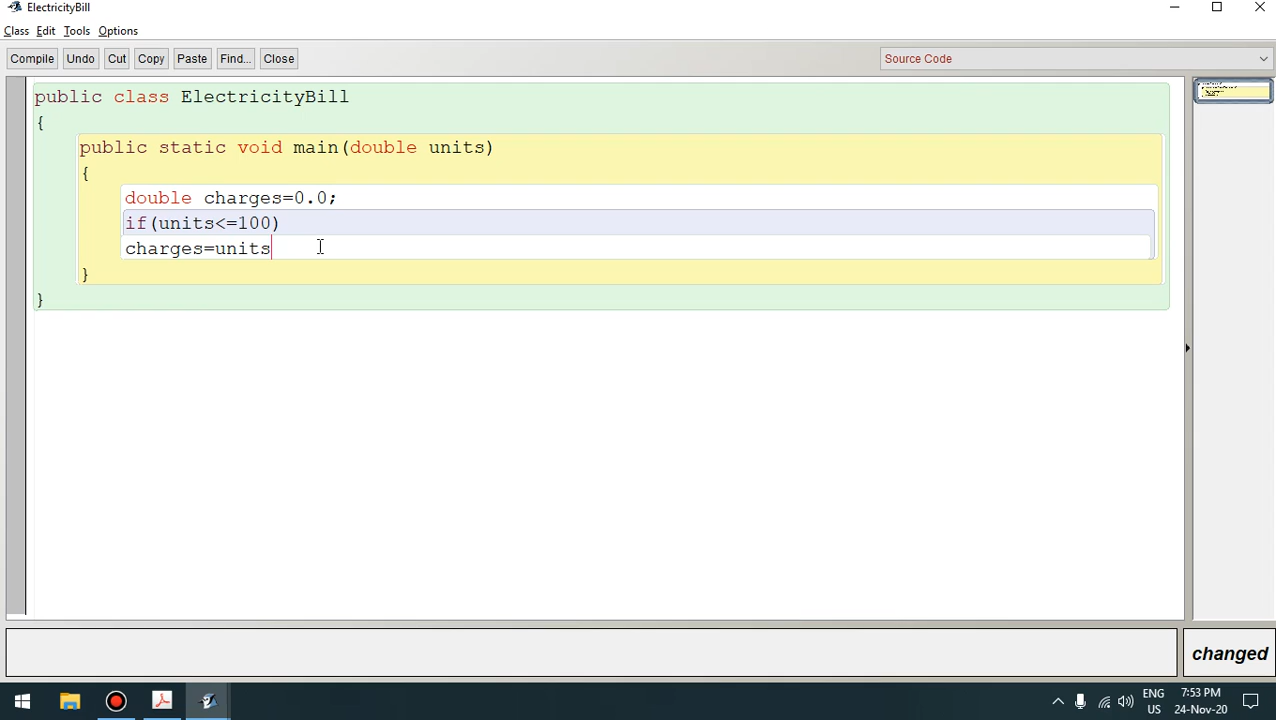 ElectricityBill
Class Edit Tools Options
Compile Undo Cut Copy Paste Find... Close Source Code
public class ElectricityBill
{
public static void main(double units)
{
double charges=0.0;
if(units<=100)
charges=units
}
}
changed
ENG 7:53 PM
US 24-Nov-20